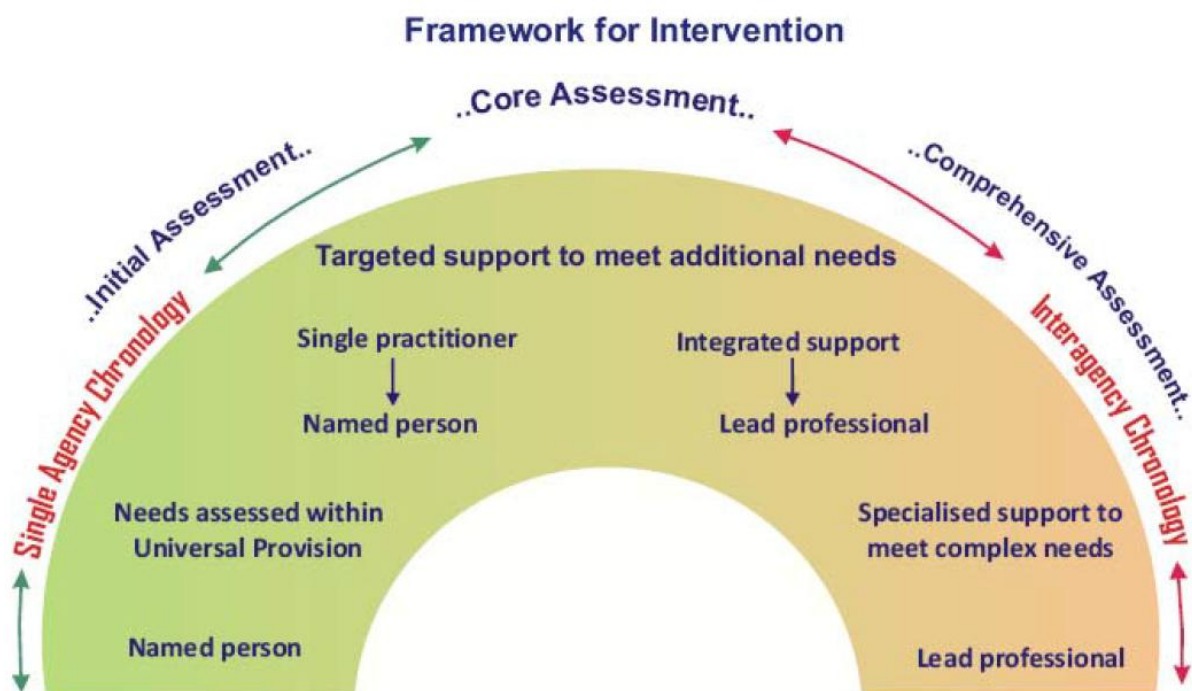 Framework for Intervention
..Core Assessment..
..Initial Assessment..
..Comprehensive Assessment..
Single Agency Chronology
Interagency Chronology
Targeted support to meet additional needs
Single practitioner
Named person
Integrated support
Lead professional
Needs assessed within
Universal Provision
Named person
Specialised support to
meet complex needs
Lead professional